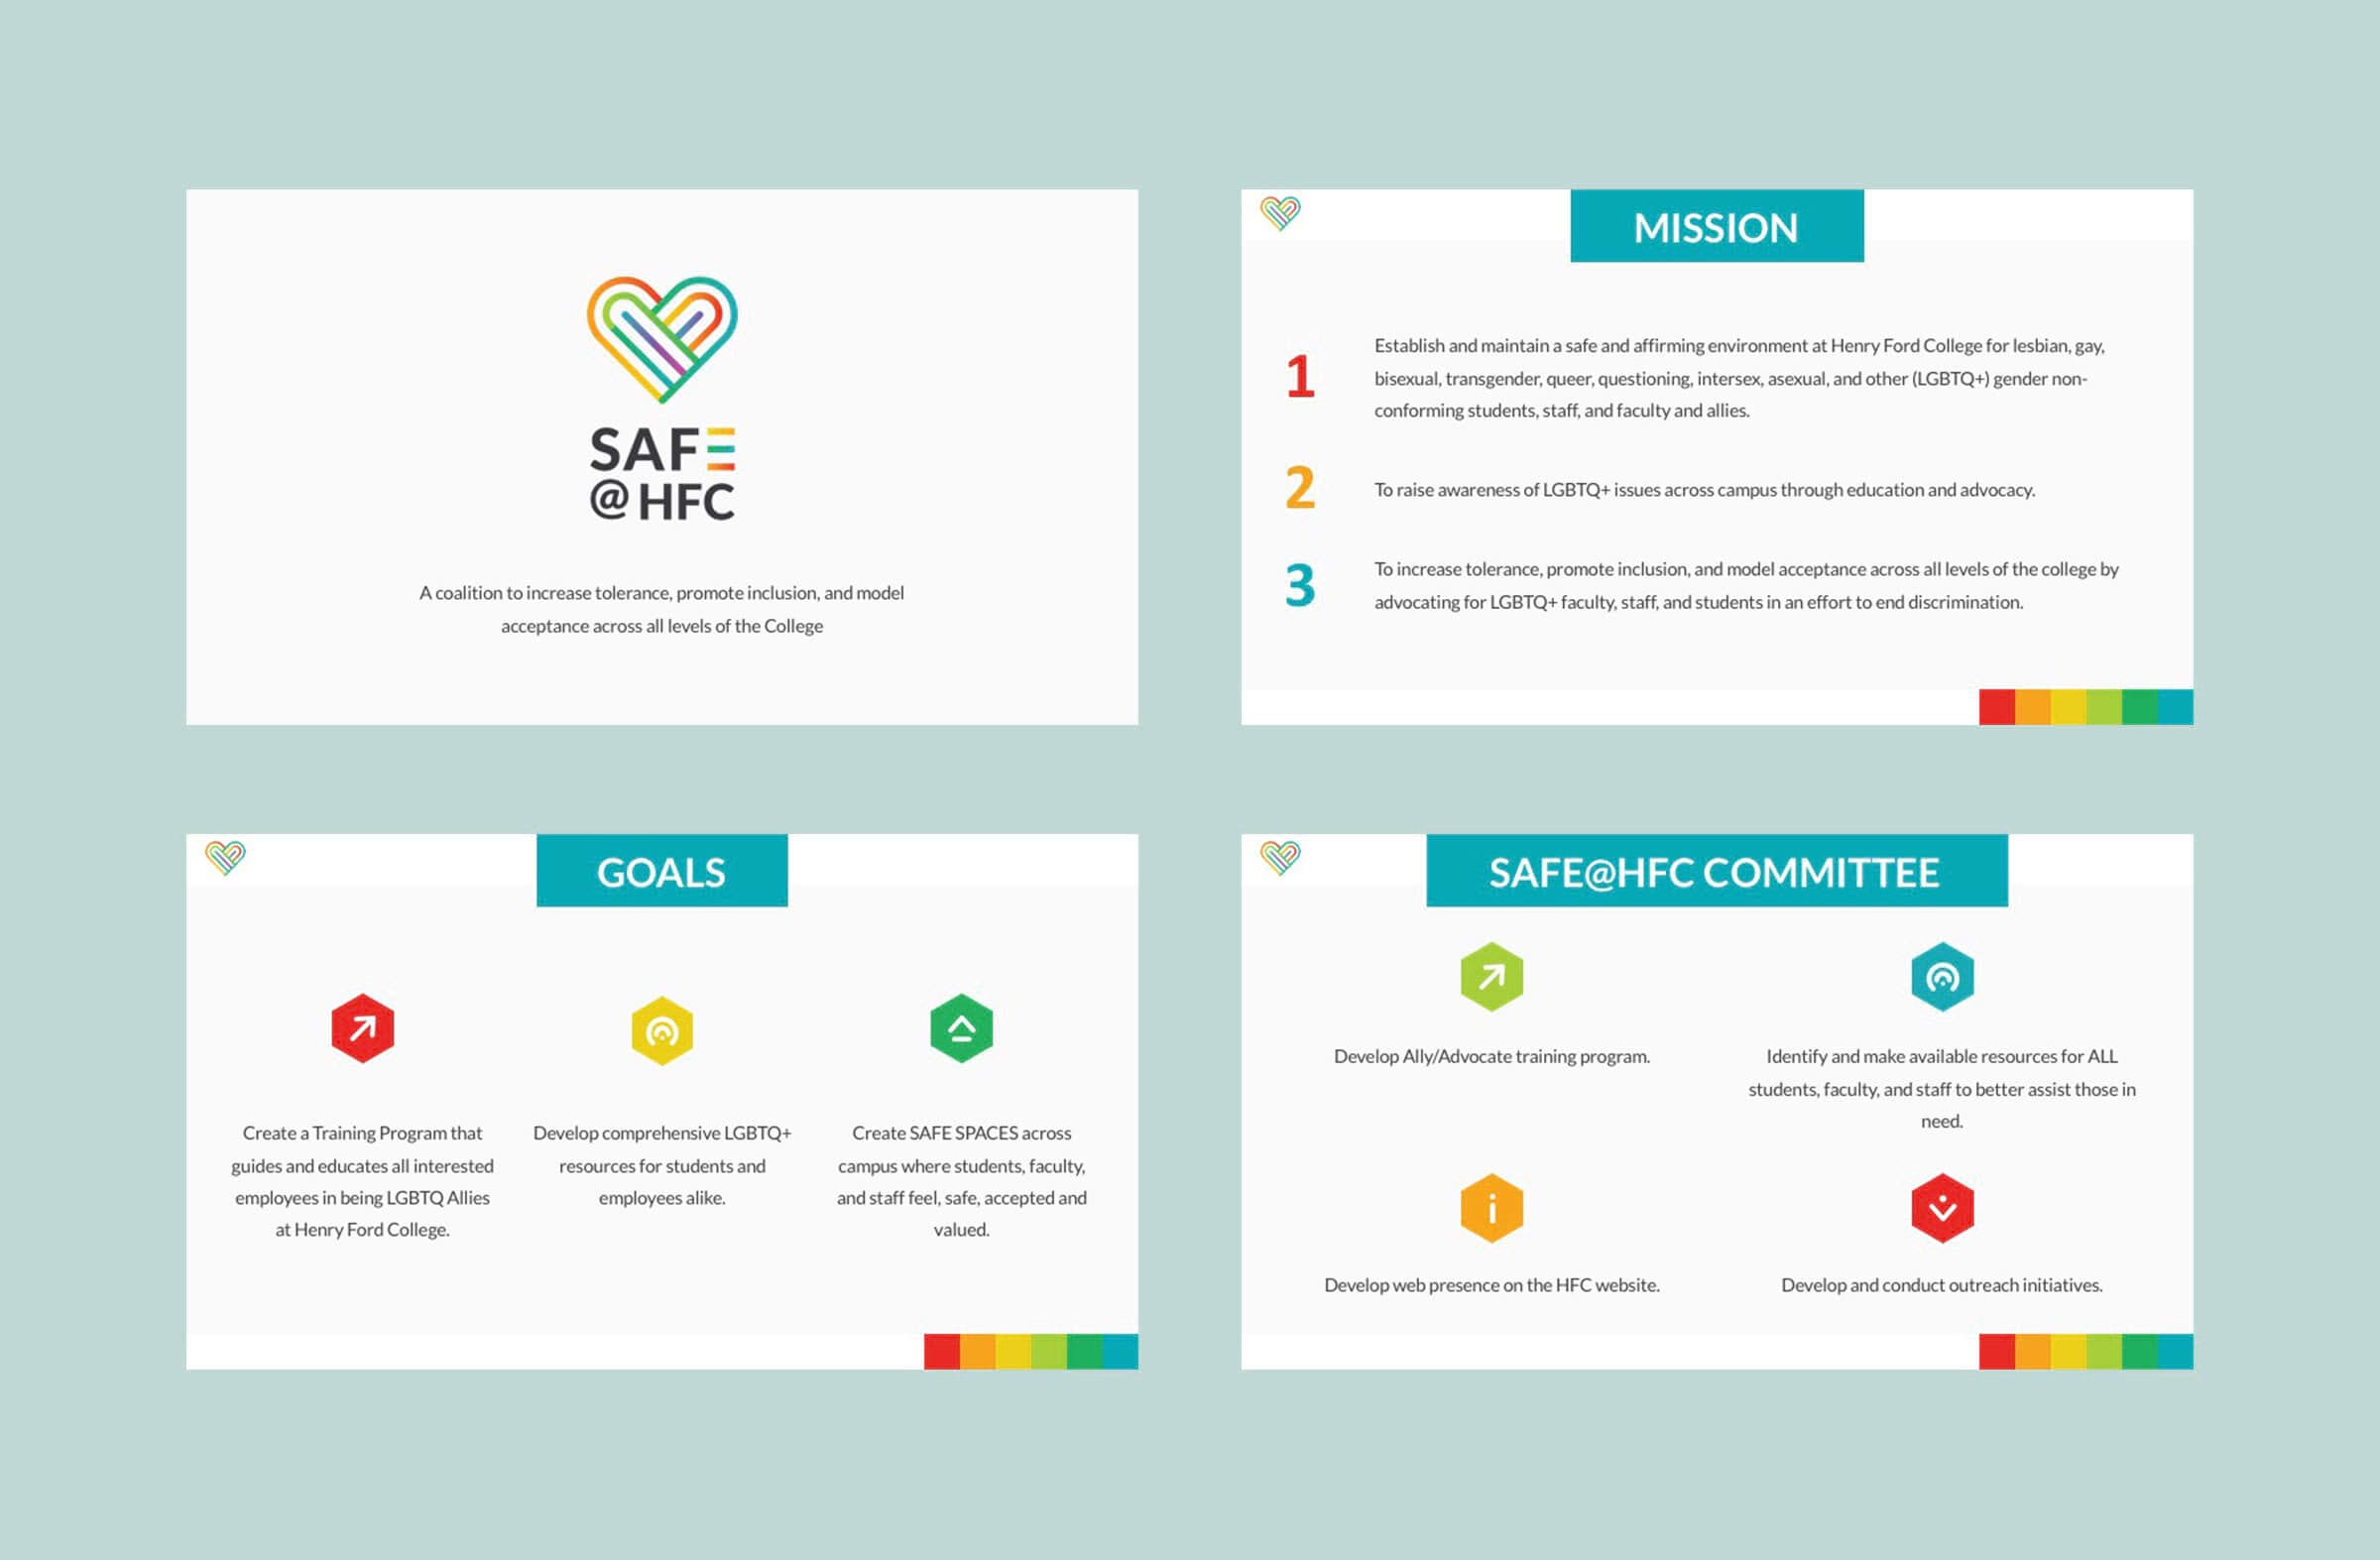 SAFE
@HFC
A coalition to increase tolerance, promote inclusion, and model
acceptance across all levels of the College
MISSION
1
Establish and maintain a safe and affirming environment at Henry Ford College for lesbian, gay,
bisexual, transgender, queer, questioning, intersex, asexual, and other (LGBTQ+) gender non-
conforming students, staff, and faculty and allies.
2
To raise awareness of LGBTQ+ issues across campus through education and advocacy.
3
To increase tolerance, promote inclusion, and model acceptance across all levels of the college by
advocating for LGBTQ+ faculty, staff, and students in an effort to end discrimination.
GOALS
Create a Training Program that
guides and educates all interested
employees in being LGBTQ Allies
at Henry Ford College.
Develop comprehensive LGBTQ+
resources for students and
employees alike.
Create SAFE SPACES across
campus where students, faculty,
and staff feel, safe, accepted and
valued.
SAFE@HFC COMMITTEE
Develop Ally/Advocate training program.
Identify and make available resources for ALL
students, faculty, and staff to better assist those in
need.
i
Develop web presence on the HFC website.
Develop and conduct outreach initiatives.